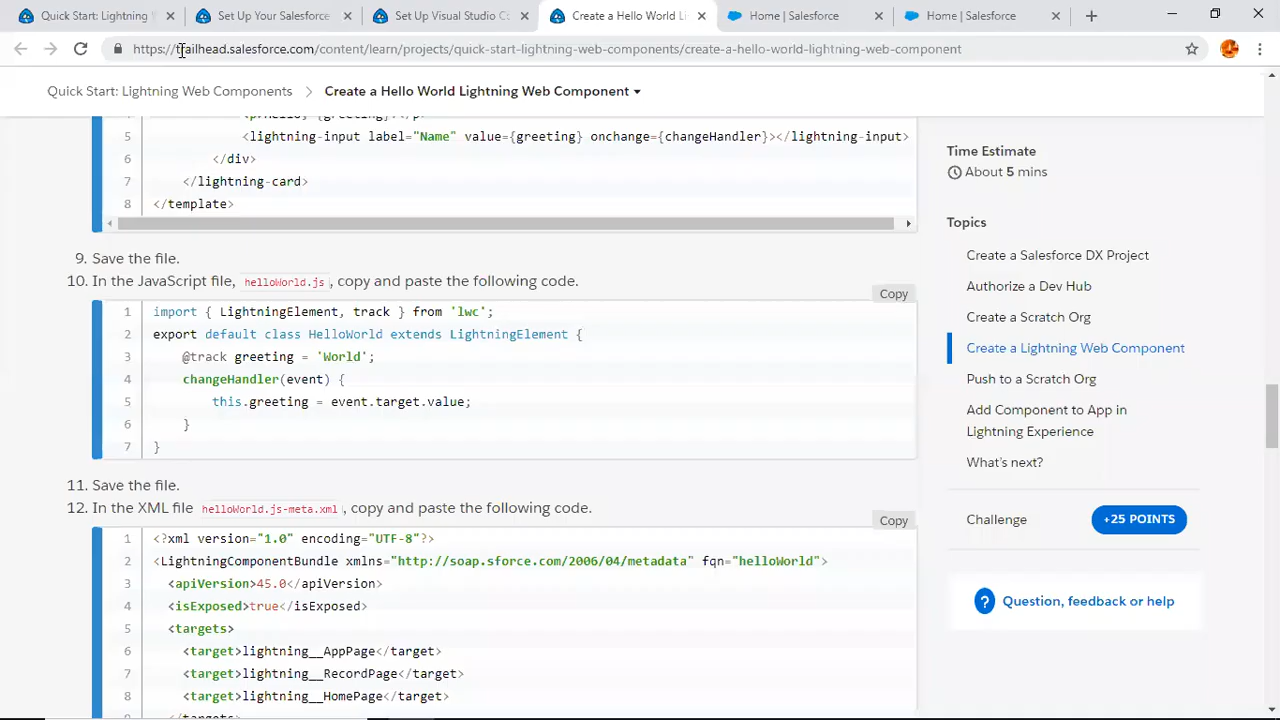 Quick Start: Lightning
Set Up Your Salesforce
Set Up Visual Studio C
Create a Hello World Li
Home | Salesforce
Home | Salesforce
https://trailhead.salesforce.com/content/learn/projects/quick-start-lightning-web-components/create-a-hello-world-lightning-web-component
Quick Start: Lightning Web Components > Create a Hello World Lightning Web Component
5 <lightning-input label="Name" value={greeting} onchange={changeHandler}></lightning-input>
6 </div>
7 </lightning-card>
8 </template>
9. Save the file.
10. In the JavaScript file, helloWorld.js, copy and paste the following code.
Copy
1 import { LightningElement, track } from 'lwc';
2 export default class HelloWorld extends LightningElement {
3 @track greeting = 'World';
4 changeHandler(event) {
5 this.greeting = event.target.value;
6 }
7 }
11. Save the file.
12. In the XML file helloWorld.js-meta.xml, copy and paste the following code.
Copy
1 <?xml version="1.0" encoding="UTF-8"?>
2 <LightningComponentBundle xmlns="http://soap.sforce.com/2006/04/metadata" fqn="helloWorld">
3 <apiVersion>45.0</apiVersion>
4 <isExposed>true</isExposed>
5 <targets>
6 <target>lightning__AppPage</target>
7 <target>lightning__RecordPage</target>
8 <target>lightning__HomePage</target>
Time Estimate
About 5 mins
Topics
Create a Salesforce DX Project
Authorize a Dev Hub
Create a Scratch Org
Create a Lightning Web Component
Push to a Scratch Org
Add Component to App in
Lightning Experience
What's next?
Challenge
+25 POINTS
? Question, feedback or help